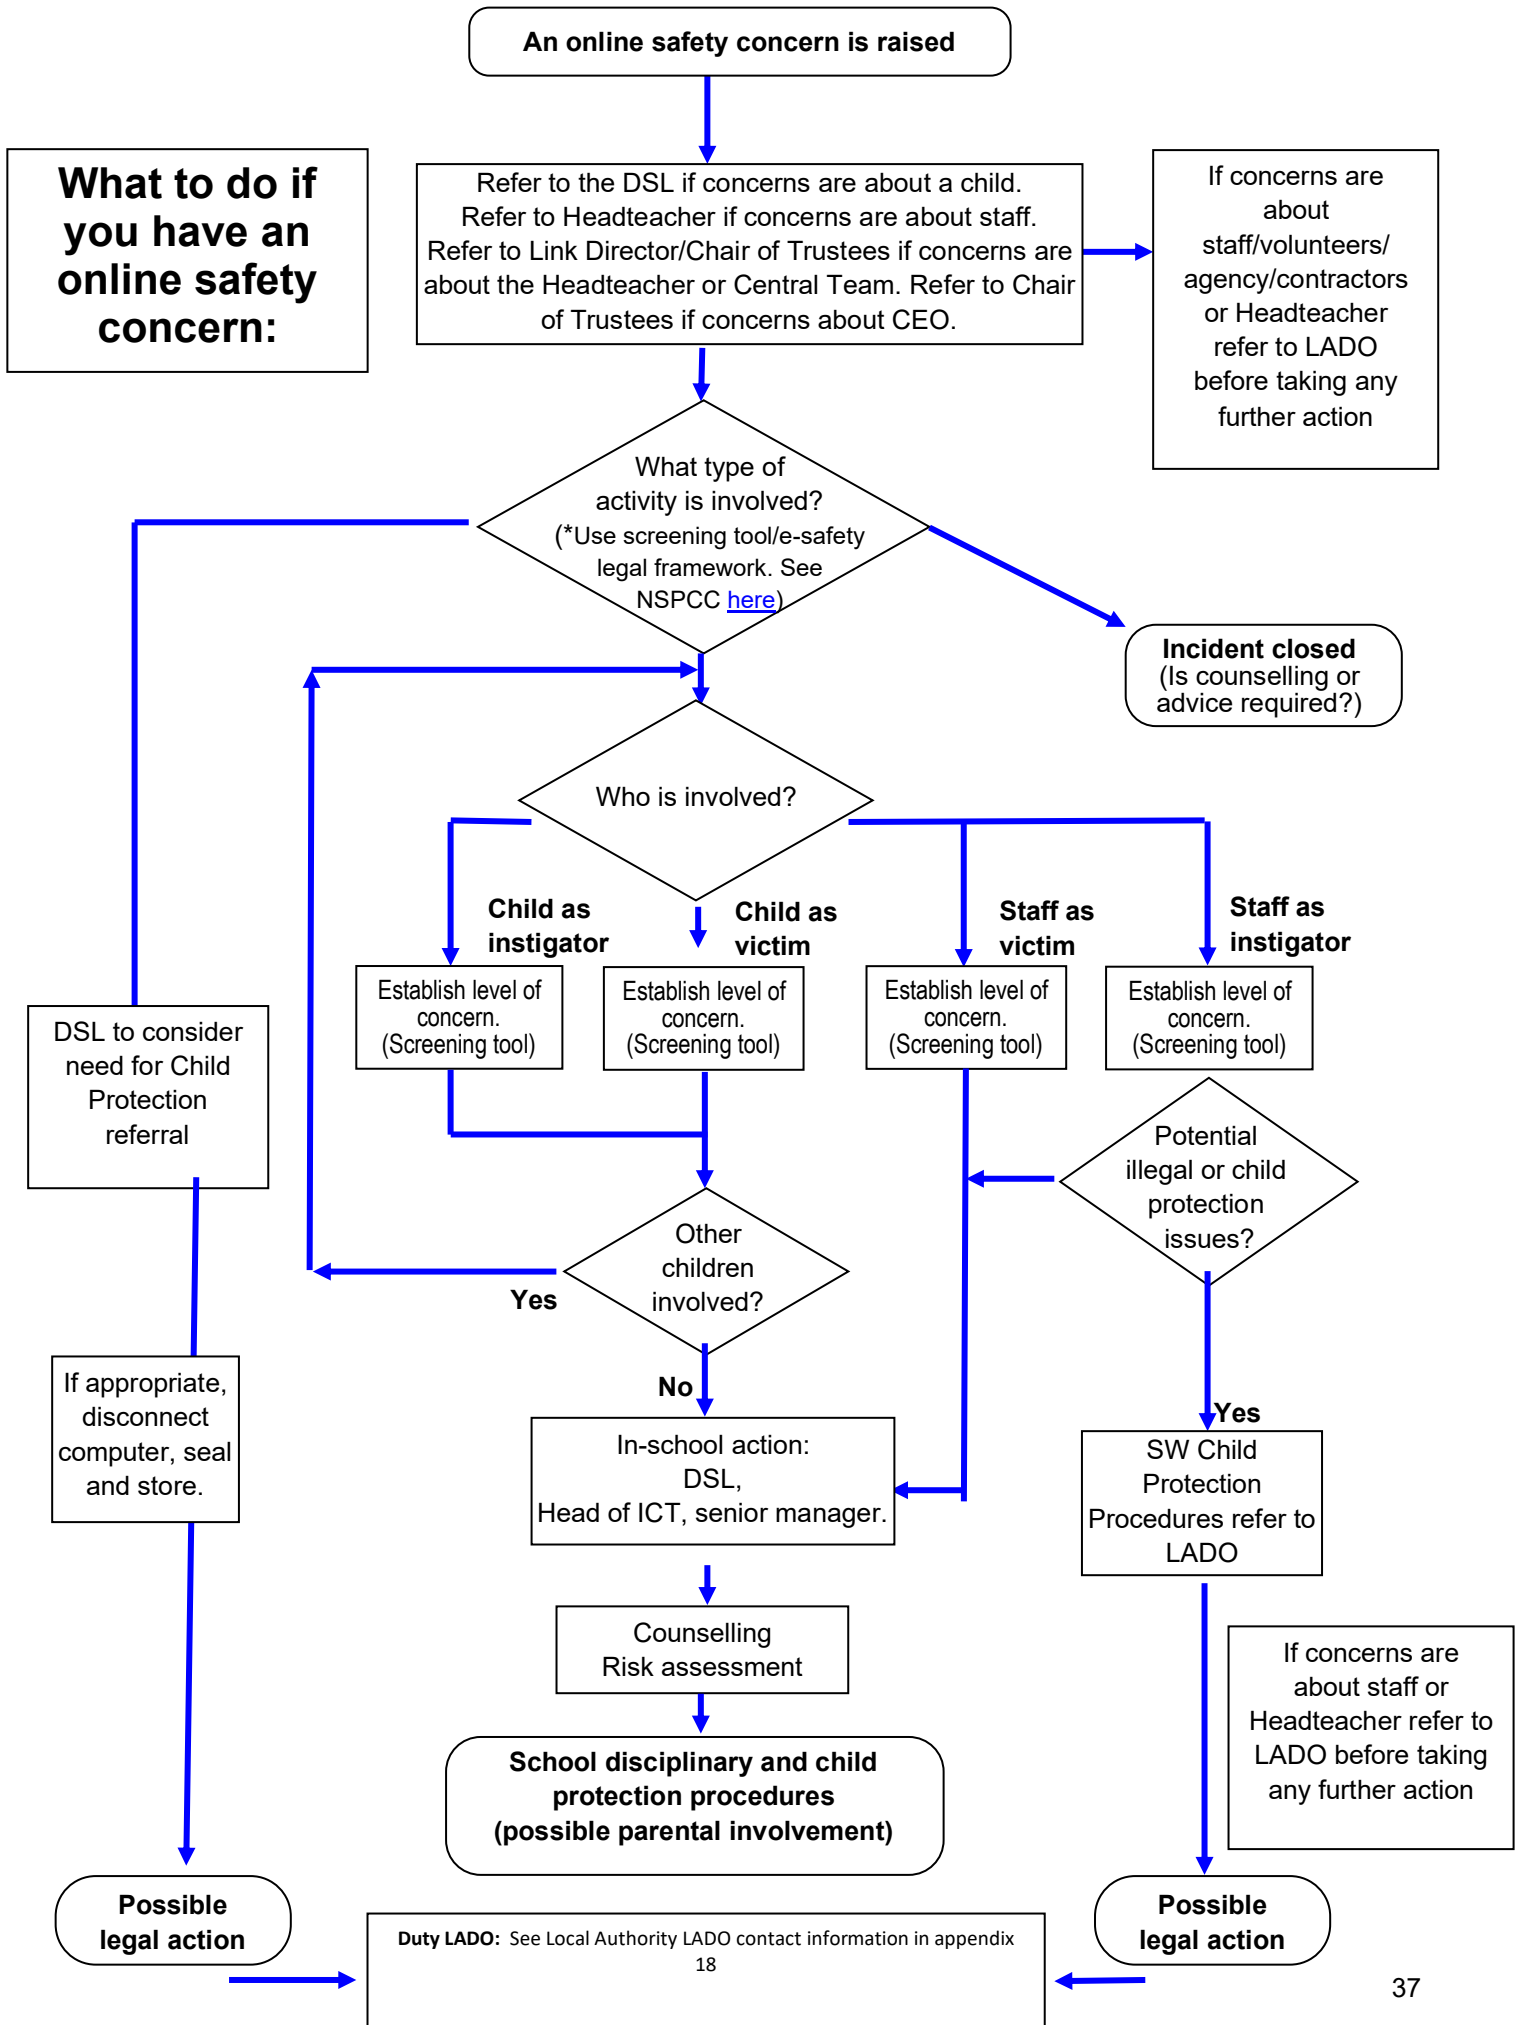 An online safety concern is raised
What to do if
you have an
online safety
concern:
Refer to the DSL if concerns are about a child.
Refer to Headteacher if concerns are about staff.
Refer to Link Director/Chair of Trustees if concerns are
about the Headteacher or Central Team. Refer to Chair
of Trustees if concerns about CEO.
If concerns are
about
staff/volunteers/
agency/contractors
or Headteacher
refer to LADO
before taking any
further action
What type of
activity is involved?
(*Use screening tool/e-safety
legal framework. See
NSPCC here)
Incident closed
(Is counselling or
advice required?)
Who is involved?
Child as
instigator
Child as
victim
Staff as
victim
Staff as
instigator
Establish level of
concern.
(Screening tool)
Establish level of
concern.
(Screening tool)
Establish level of
concern.
(Screening tool)
Establish level of
concern.
(Screening tool)
DSL to consider
need for Child
Protection
referral
Potential
illegal or child
protection
issues?
Other
children
involved?
Yes
No
If appropriate,
disconnect
computer, seal
and store.
Yes
In-school action:
DSL,
Head of ICT, senior manager.
SW Child
Protection
Procedures refer to
LADO
Counselling
Risk assessment
If concerns are
about staff or
Headteacher refer to
LADO before taking
any further action
School disciplinary and child
protection procedures
(possible parental involvement)
Possible
legal action
Possible
legal action
Duty LADO: See Local Authority LADO contact information in appendix
18
37